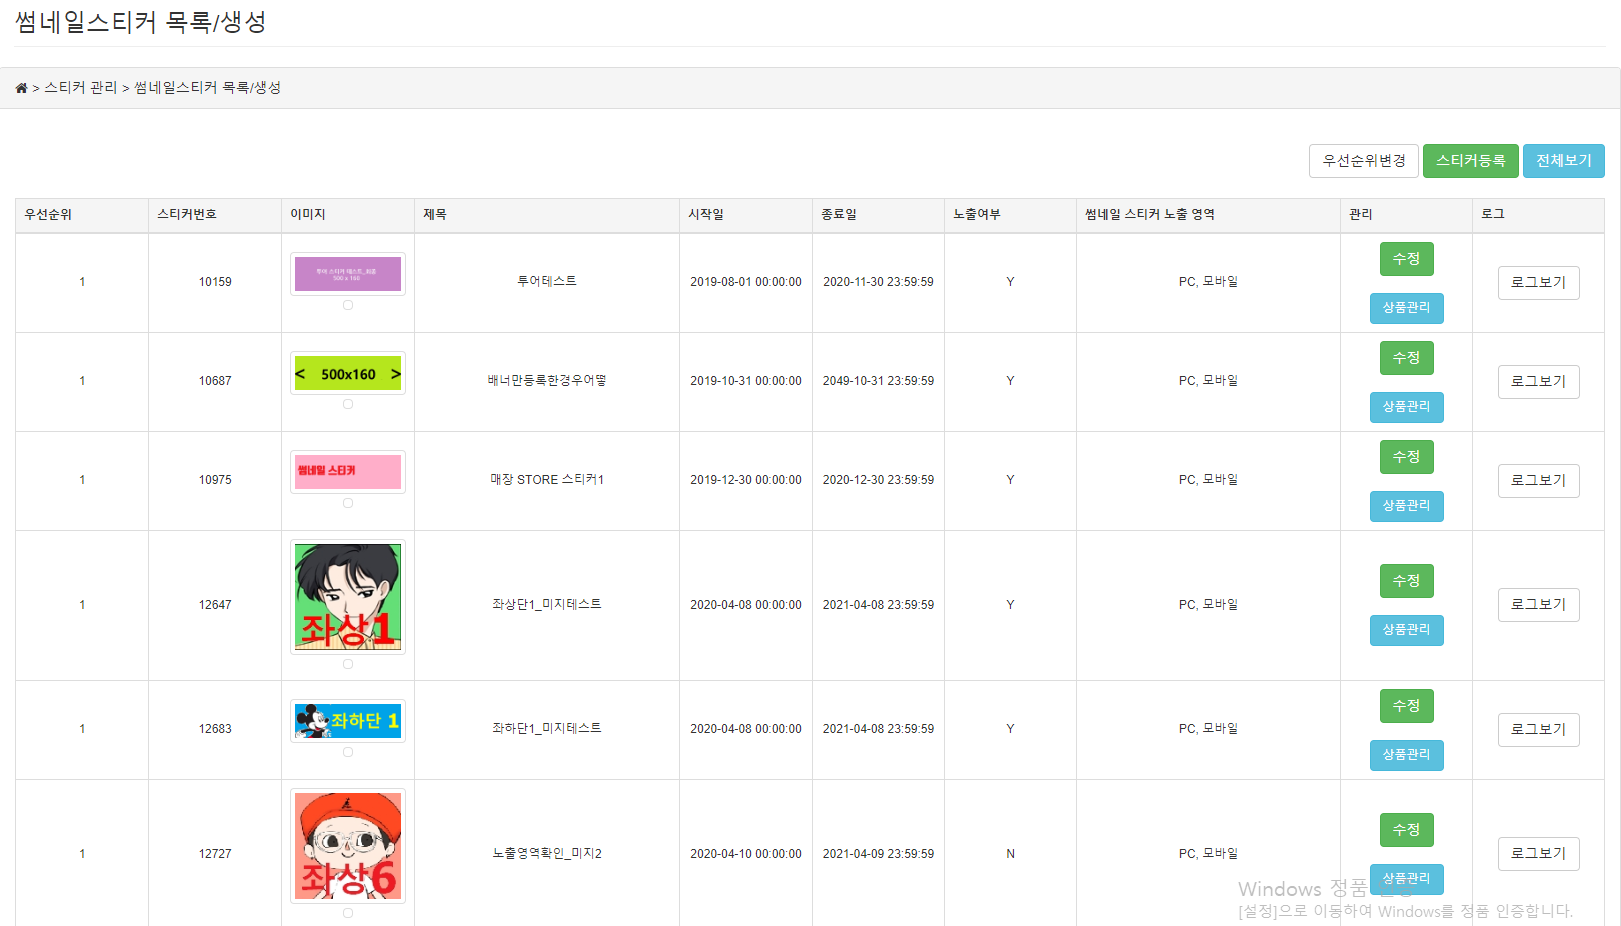 썸네일스티커 목록/생성
> 스티커 관리 > 썸네일스티커 목록/생성
우선순위변경 스티커등록 전체보기
우선순위 스티커번호 이미지 제목 시작일 종료일 노출여부 썸네일 스티커 노출 영역 관리 로그
투어 스티커 테스트_최종
500 x 160
1 10159 투어테스트 2019-08-01 00:00:00 2020-11-30 23:59:59 Y PC, 모바일 수정 상품관리 로그보기
< 500x160 >
1 10687 배너만등록한경우어떻 2019-10-31 00:00:00 2049-10-31 23:59:59 Y PC, 모바일 수정 상품관리 로그보기
썸네일 스티커
1 10975 매장 STORE 스티커1 2019-12-30 00:00:00 2020-12-30 23:59:59 Y PC, 모바일 수정 상품관리 로그보기
좌상1
1 12647 좌상단1_미지테스트 2020-04-08 00:00:00 2021-04-08 23:59:59 Y PC, 모바일 수정 상품관리 로그보기
좌하단 1
1 12683 좌하단1_미지테스트 2020-04-08 00:00:00 2021-04-08 23:59:59 Y PC, 모바일 수정 상품관리 로그보기
좌상6
1 12727 노출영역확인_미지2 2020-04-10 00:00:00 2021-04-09 23:59:59 N PC, 모바일 수정 상품관리 로그보기
Windows 정품
[설정]으로 이동하여 Windows를 정품 인증합니다.